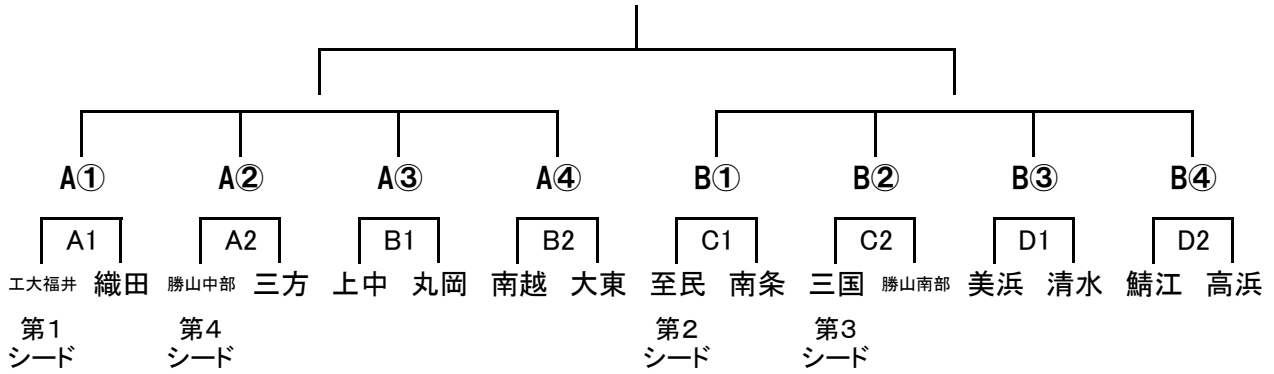 A① A② A③ A④ B① B② B③ B④
A1 A2 B1 B2 C1 C2 D1 D2
工大福井 織田 勝山中部 三方 上中 丸岡 南越 大東 至民 南条 三国 勝山南部 美浜 清水 鯖江 高浜
第1 第4 第2 第3
シード シード シード シード